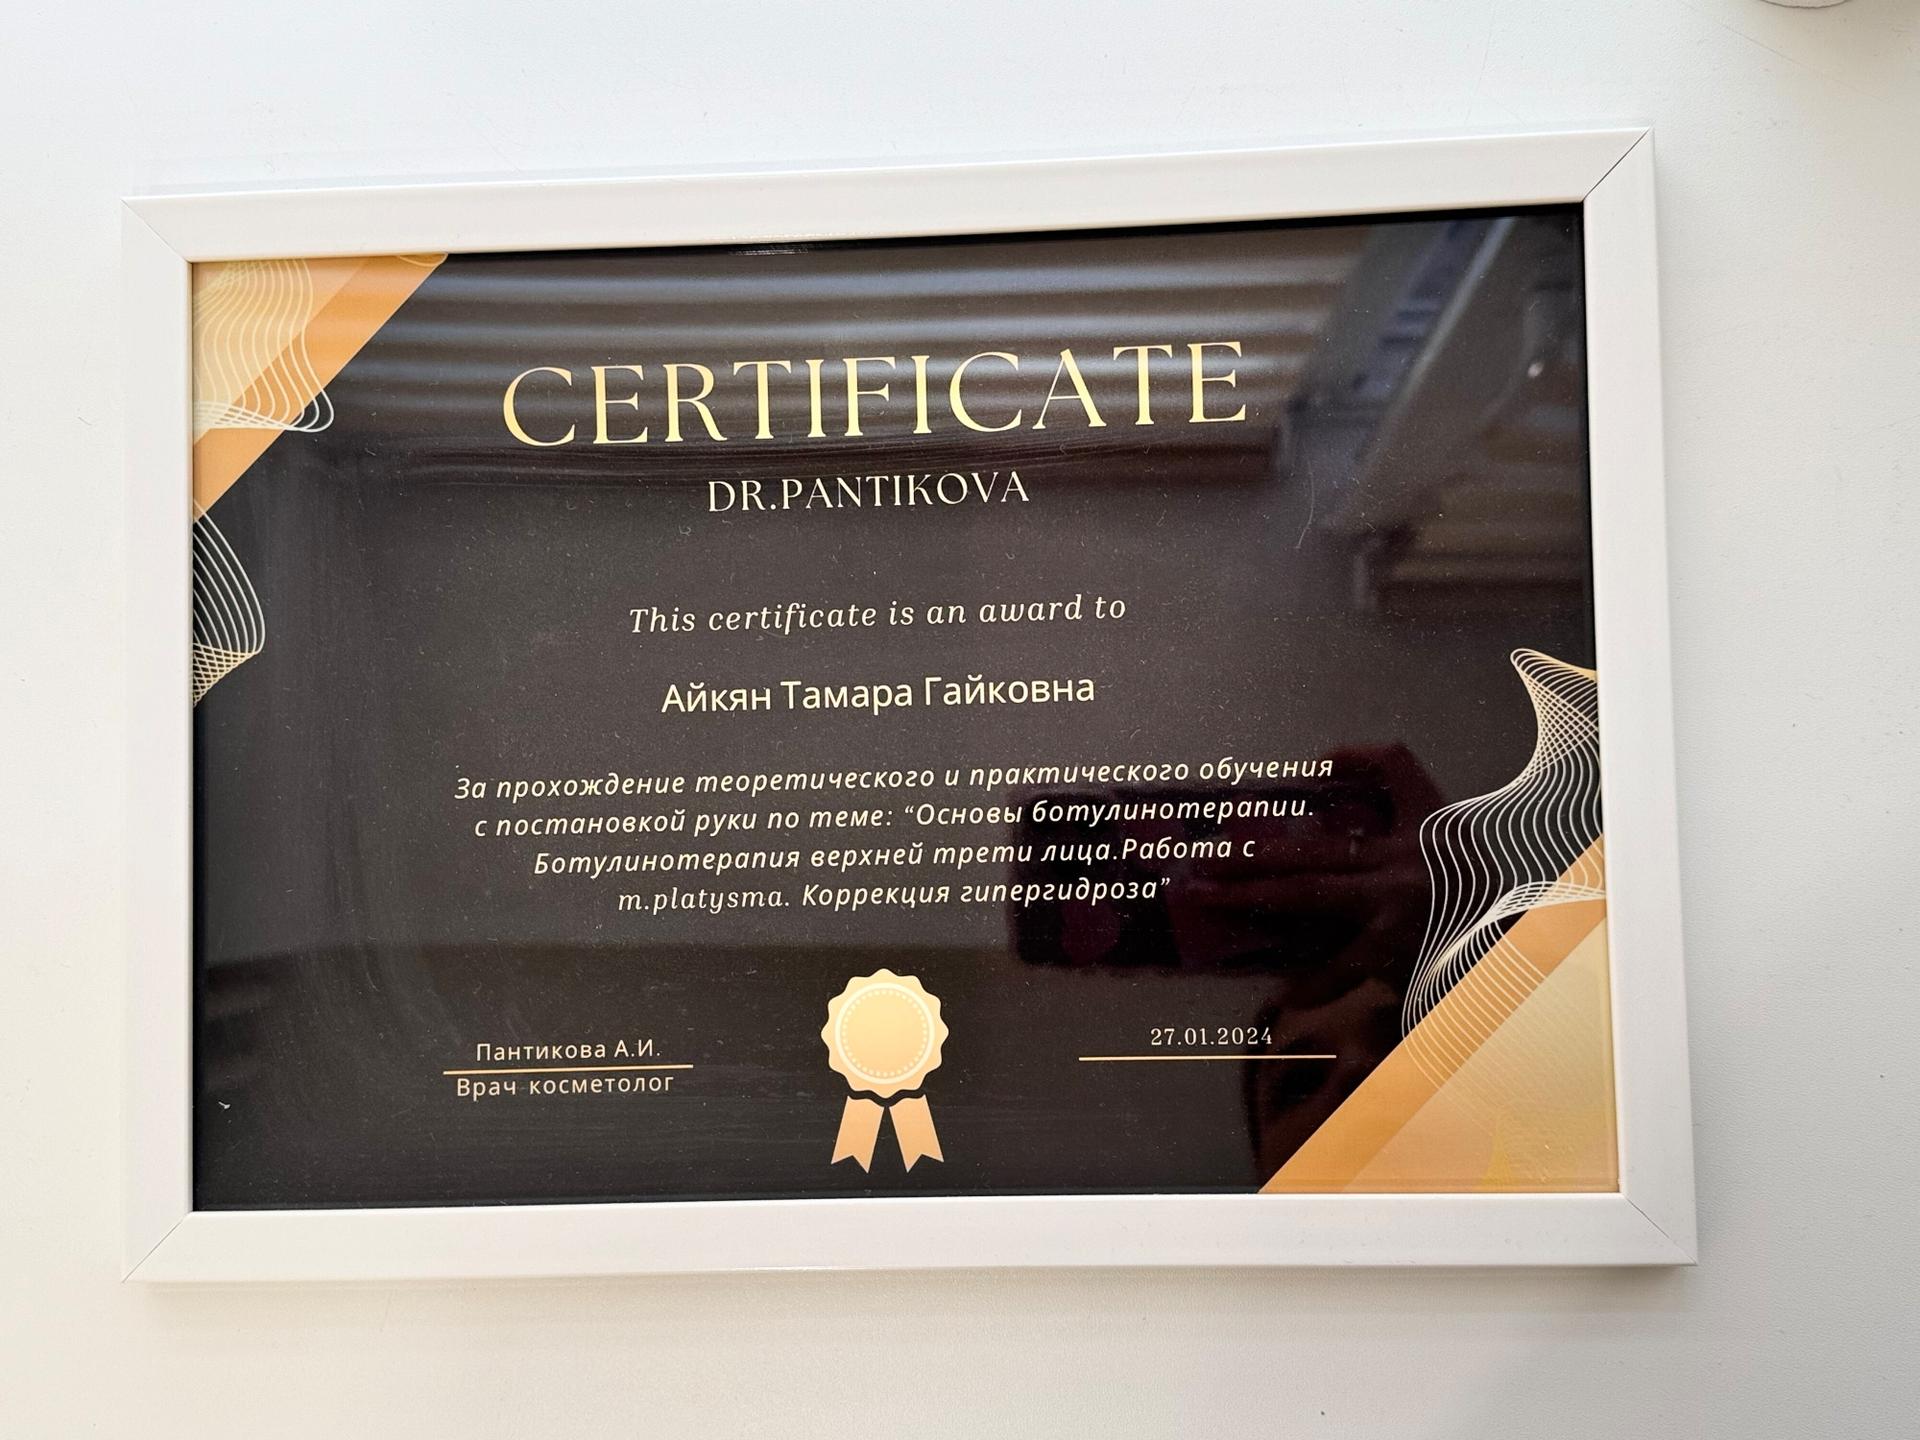 CERTIFICATE
DR.PANTIKOVA
This certificate is an award to
Айкян Тамара Гайковна
За прохождение теоретического и практического обучения
с постановкой руки по теме: “Основы ботулинотерапии.
Ботулинотерапия верхней трети лица.Работа с
m.platysma. Коррекция гипергидроза”
Пантикова А.И.
Врач косметолог
27.01.2024